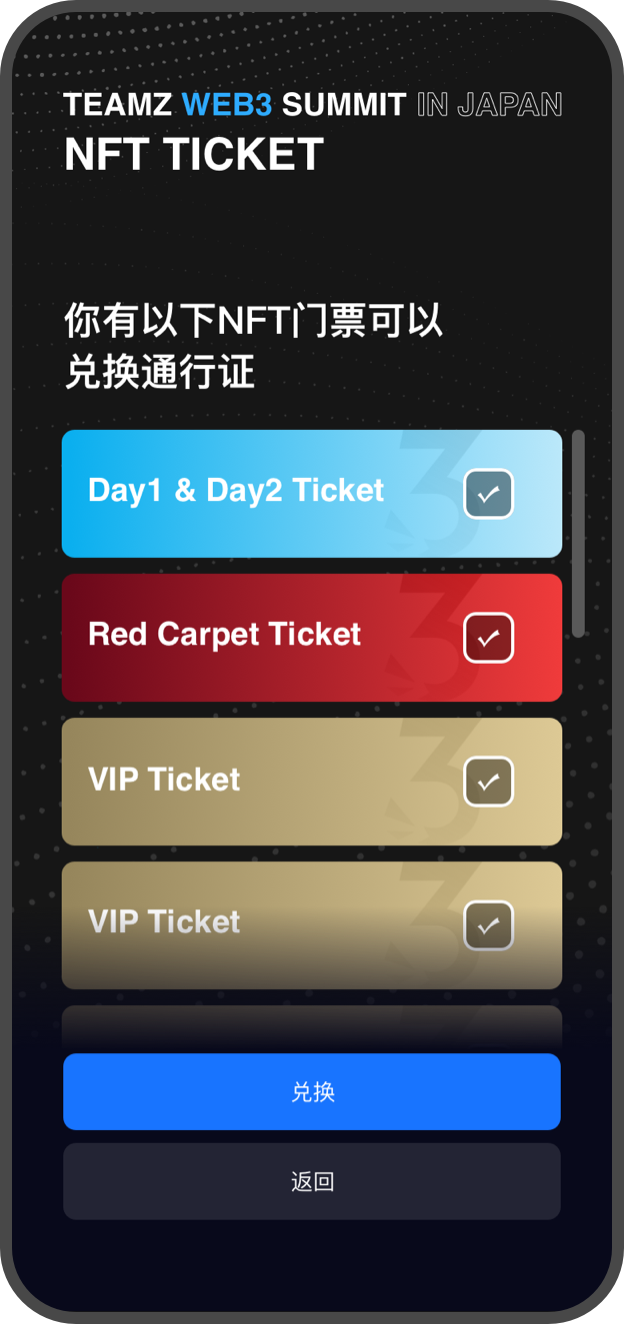 TEAMZ WEB3 SUMMIT IN JAPAN
NFT TICKET
你有以下NFT门票可以
兑换通行证
Day1 & Day2 Ticket
Red Carpet Ticket
VIP Ticket
VIP Ticket
兑换
返回